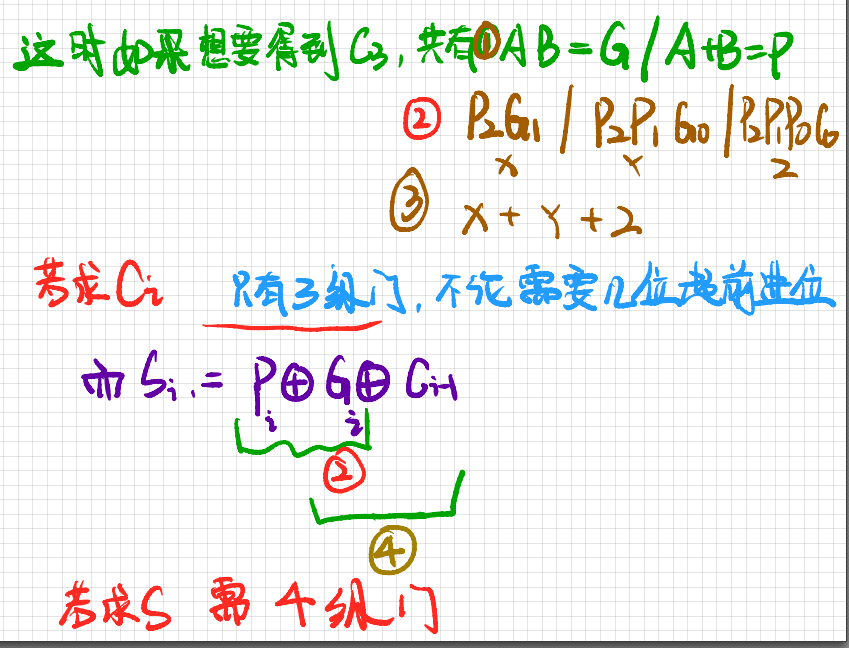 这时如果想要得到C₃,共有①AB=G/A+B=P
② P₂G₁ / P₂P₁G₀ / P₂P₁P₀C₀
X Y Z
③ X+Y+Z
若求Cᵢ 只有3级门,不论需要几位超前进位
而Sᵢ=Pᵢ⊕Gᵢ⊕Cᵢ₋₁
②
④
若求S需4级门